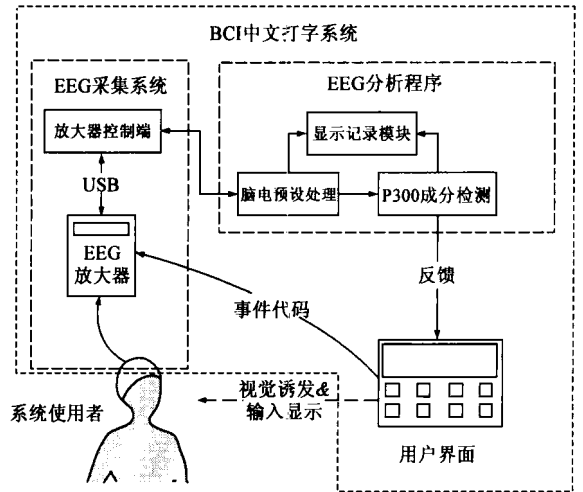 BCI中文打字系统
EEG采集系统
EEG分析程序
放大器控制端
显示记录模块
USB
脑电预设处理
P300成分检测
EEG
放大器
反馈
事件代码
视觉诱发&
输入显示
系统使用者
用户界面